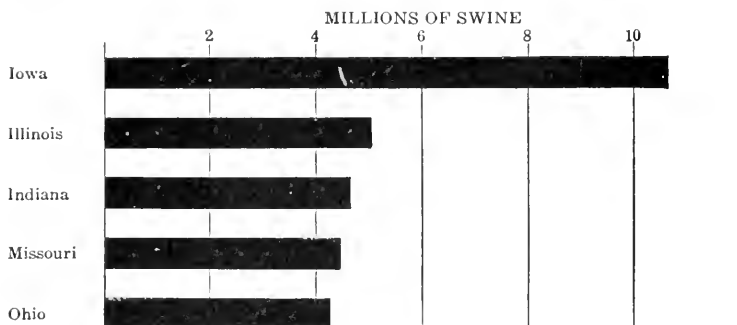 MILLIONS OF SWINE
2 4 6 8 10
Iowa
Illinois
Indiana
Missouri
Ohio